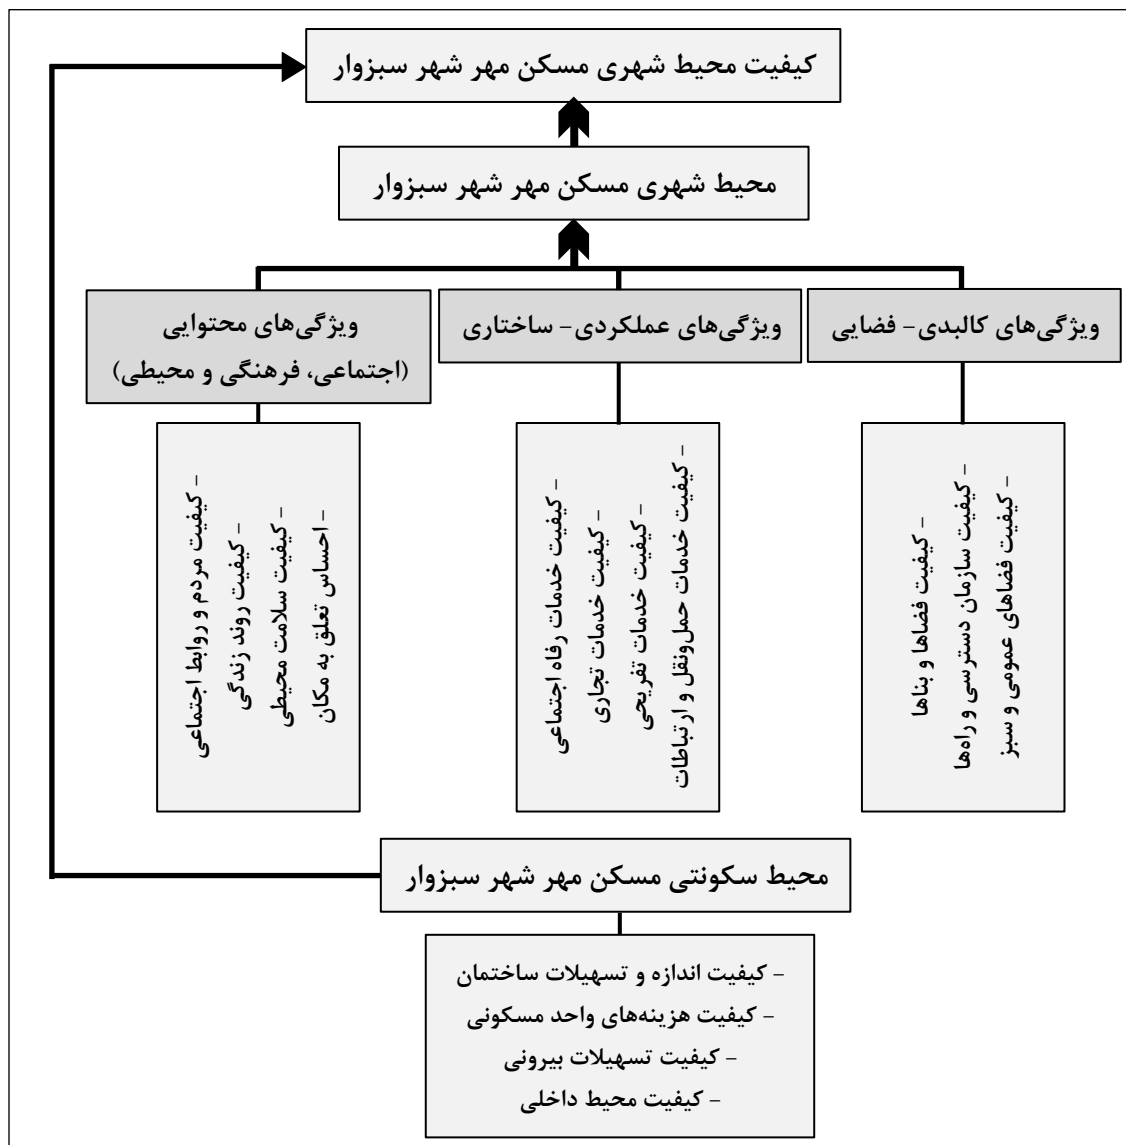 کیفیت محیط شهری مسکن مهر شهر سبزوار
محیط شهری مسکن مهر شهر سبزوار
ویژگی‌های کالبدی- فضایی
ویژگی‌های عملکردی- ساختاری
ویژگی‌های محتوایی
(اجتماعی، فرهنگی و محیطی)
- کیفیت فضاها و بناها
- کیفیت سازمان دسترسی و راه‌ها
- کیفیت فضاهای عمومی و سبز
- کیفیت خدمات رفاه اجتماعی
- کیفیت خدمات تجاری
- کیفیت خدمات تفریحی
- کیفیت خدمات حمل‌ونقل و ارتباطات
- کیفیت مردم و روابط اجتماعی
- کیفیت روند زندگی
- کیفیت سلامت محیطی
- احساس تعلق به مکان
محیط سکونتی مسکن مهر شهر سبزوار
- کیفیت اندازه و تسهیلات ساختمان
- کیفیت هزینه‌های واحد مسکونی
- کیفیت تسهیلات بیرونی
- کیفیت محیط داخلی